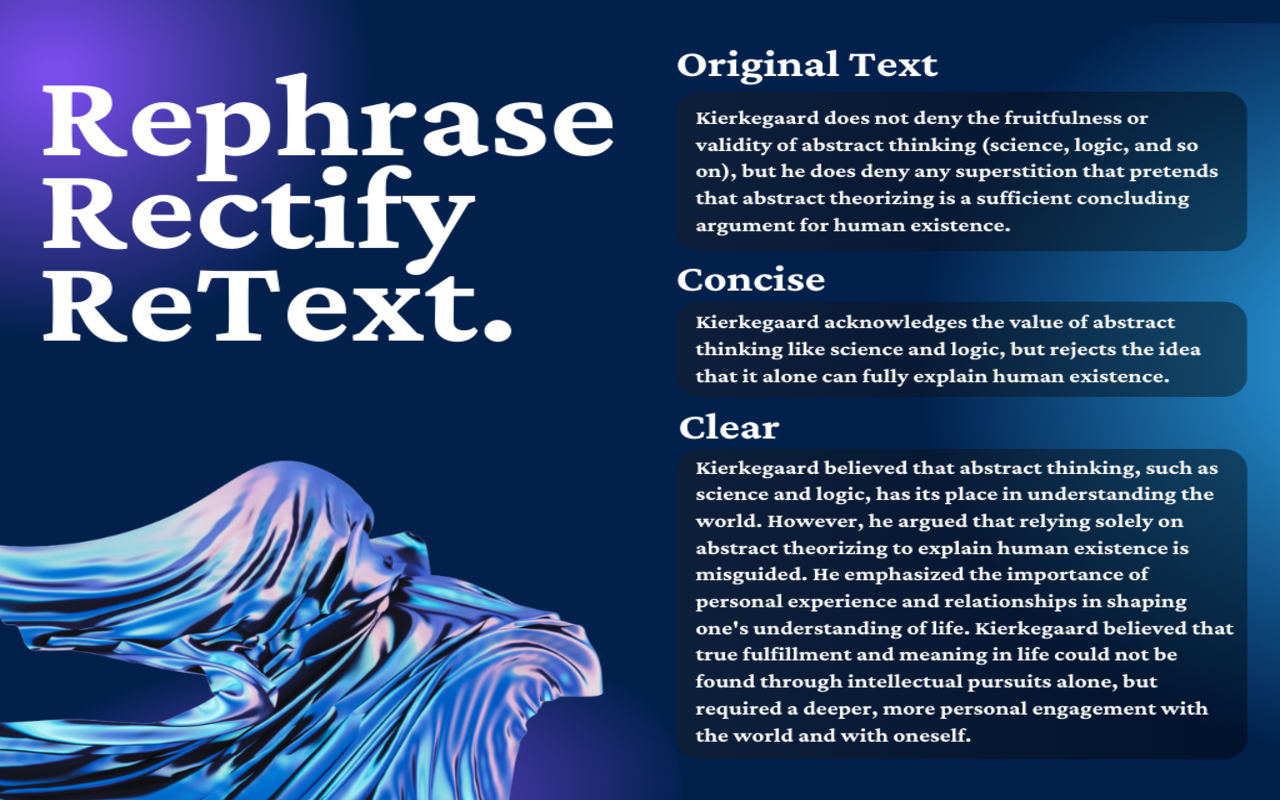 Rephrase
Rectify
ReText.
Original Text
Kierkegaard does not deny the fruitfulness or
validity of abstract thinking (science, logic, and so
on), but he does deny any superstition that pretends
that abstract theorizing is a sufficient concluding
argument for human existence.
Concise
Kierkegaard acknowledges the value of abstract
thinking like science and logic, but rejects the idea
that it alone can fully explain human existence.
Clear
Kierkegaard believed that abstract thinking, such as
science and logic, has its place in understanding the
world. However, he argued that relying solely on
abstract theorizing to explain human existence is
misguided. He emphasized the importance of
personal experience and relationships in shaping
one's understanding of life. Kierkegaard believed that
true fulfillment and meaning in life could not be
found through intellectual pursuits alone, but
required a deeper, more personal engagement with
the world and with oneself.